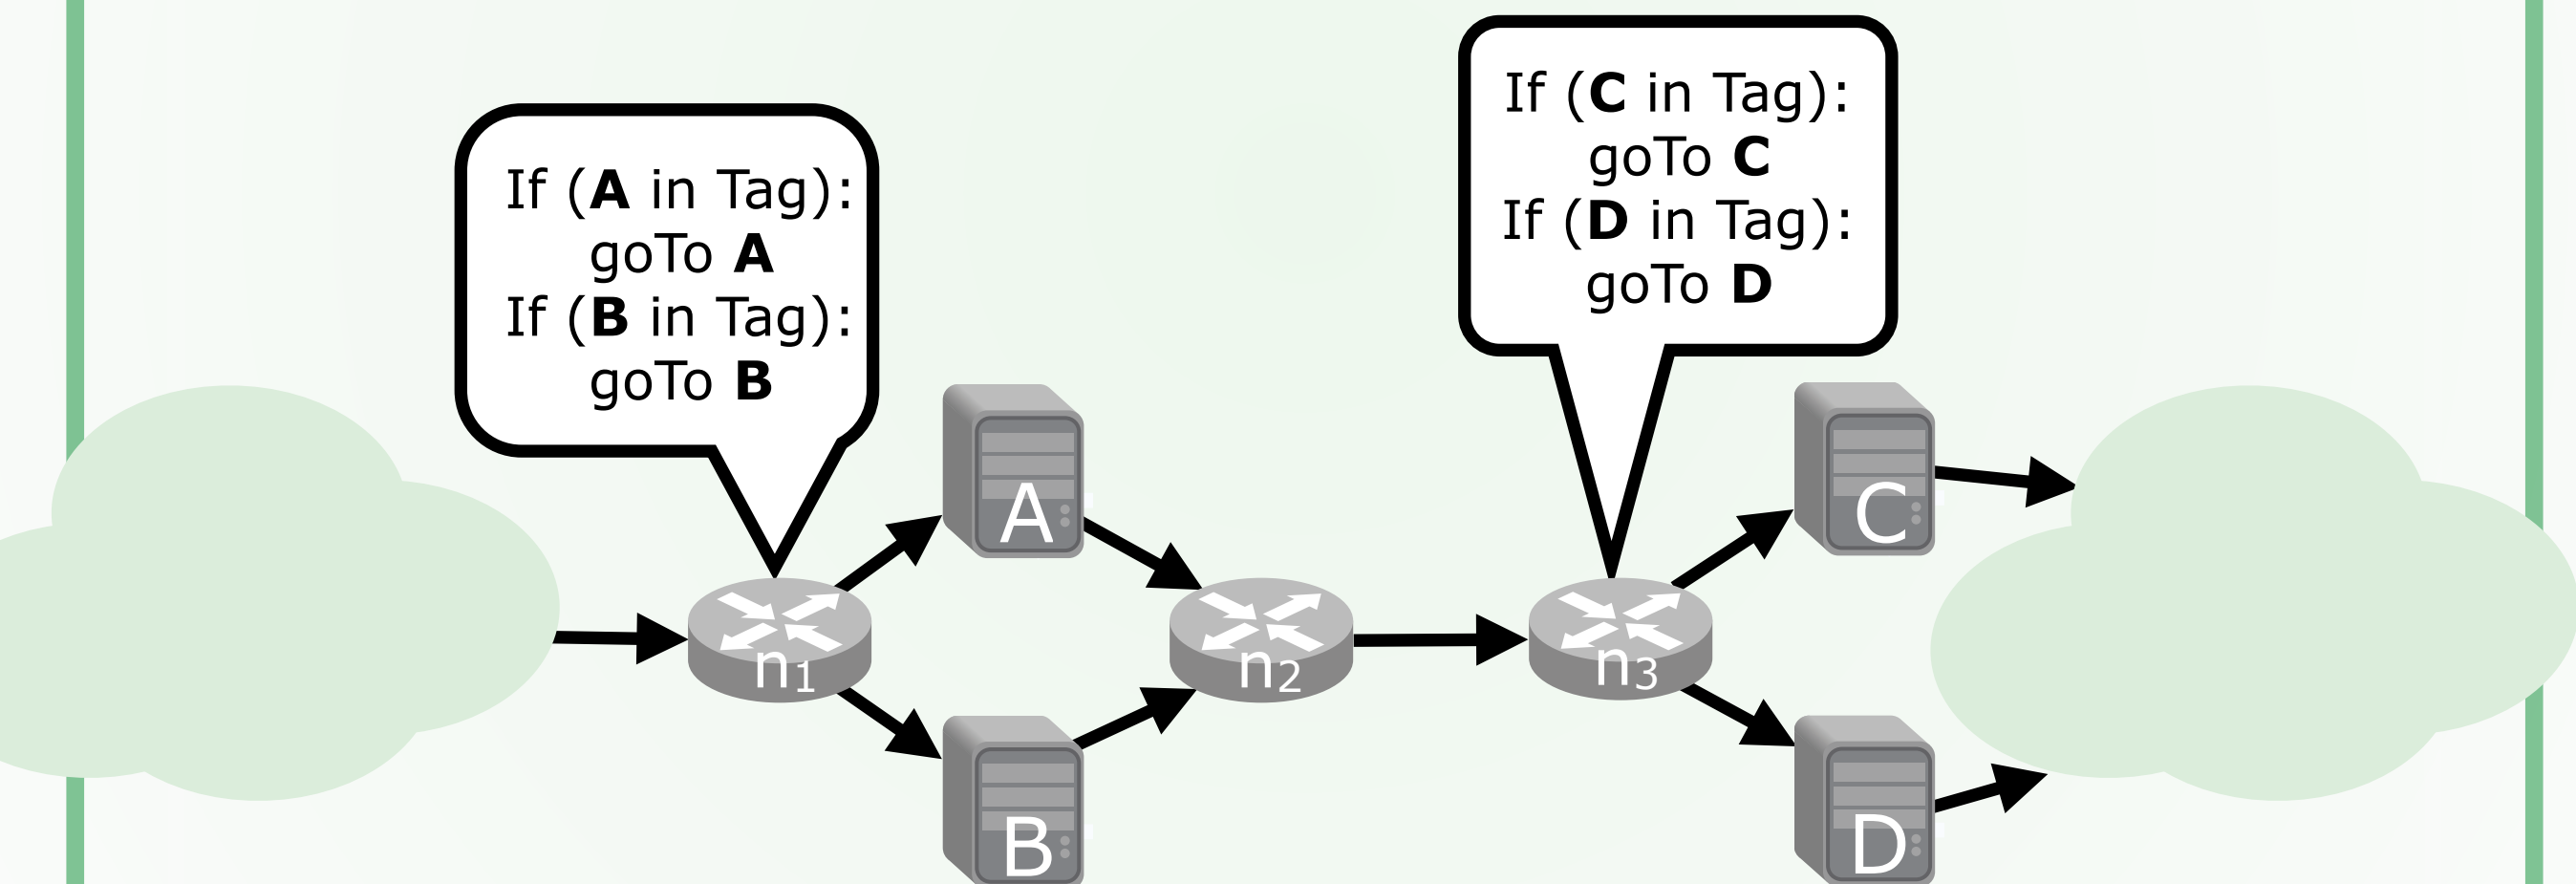 If (A in Tag):
goTo A
If (B in Tag):
goTo B
If (C in Tag):
goTo C
If (D in Tag):
goTo D
A
C
n1
n2
n3
B
D